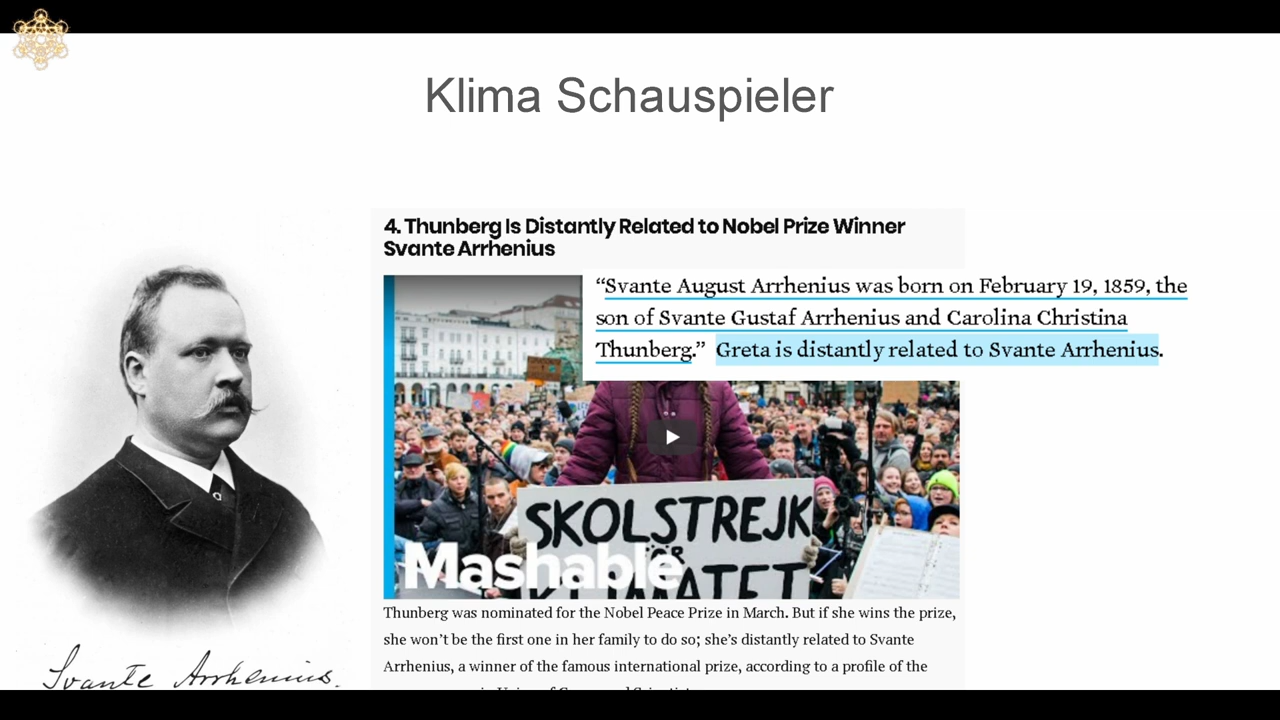 Klima Schauspieler
4. Thunberg Is Distantly Related to Nobel Prize Winner
Svante Arrhenius
“Svante August Arrhenius was born on February 19, 1859, the
son of Svante Gustaf Arrhenius and Carolina Christina
Thunberg.” Greta is distantly related to Svante Arrhenius.
SKOLSTREJK
Mashable
Thunberg was nominated for the Nobel Peace Prize in March. But if she wins the prize,
she won’t be the first one in her family to do so; she’s distantly related to Svante
Arrhenius, a winner of the famous international prize, according to a profile of the
Svante Arrhenius.